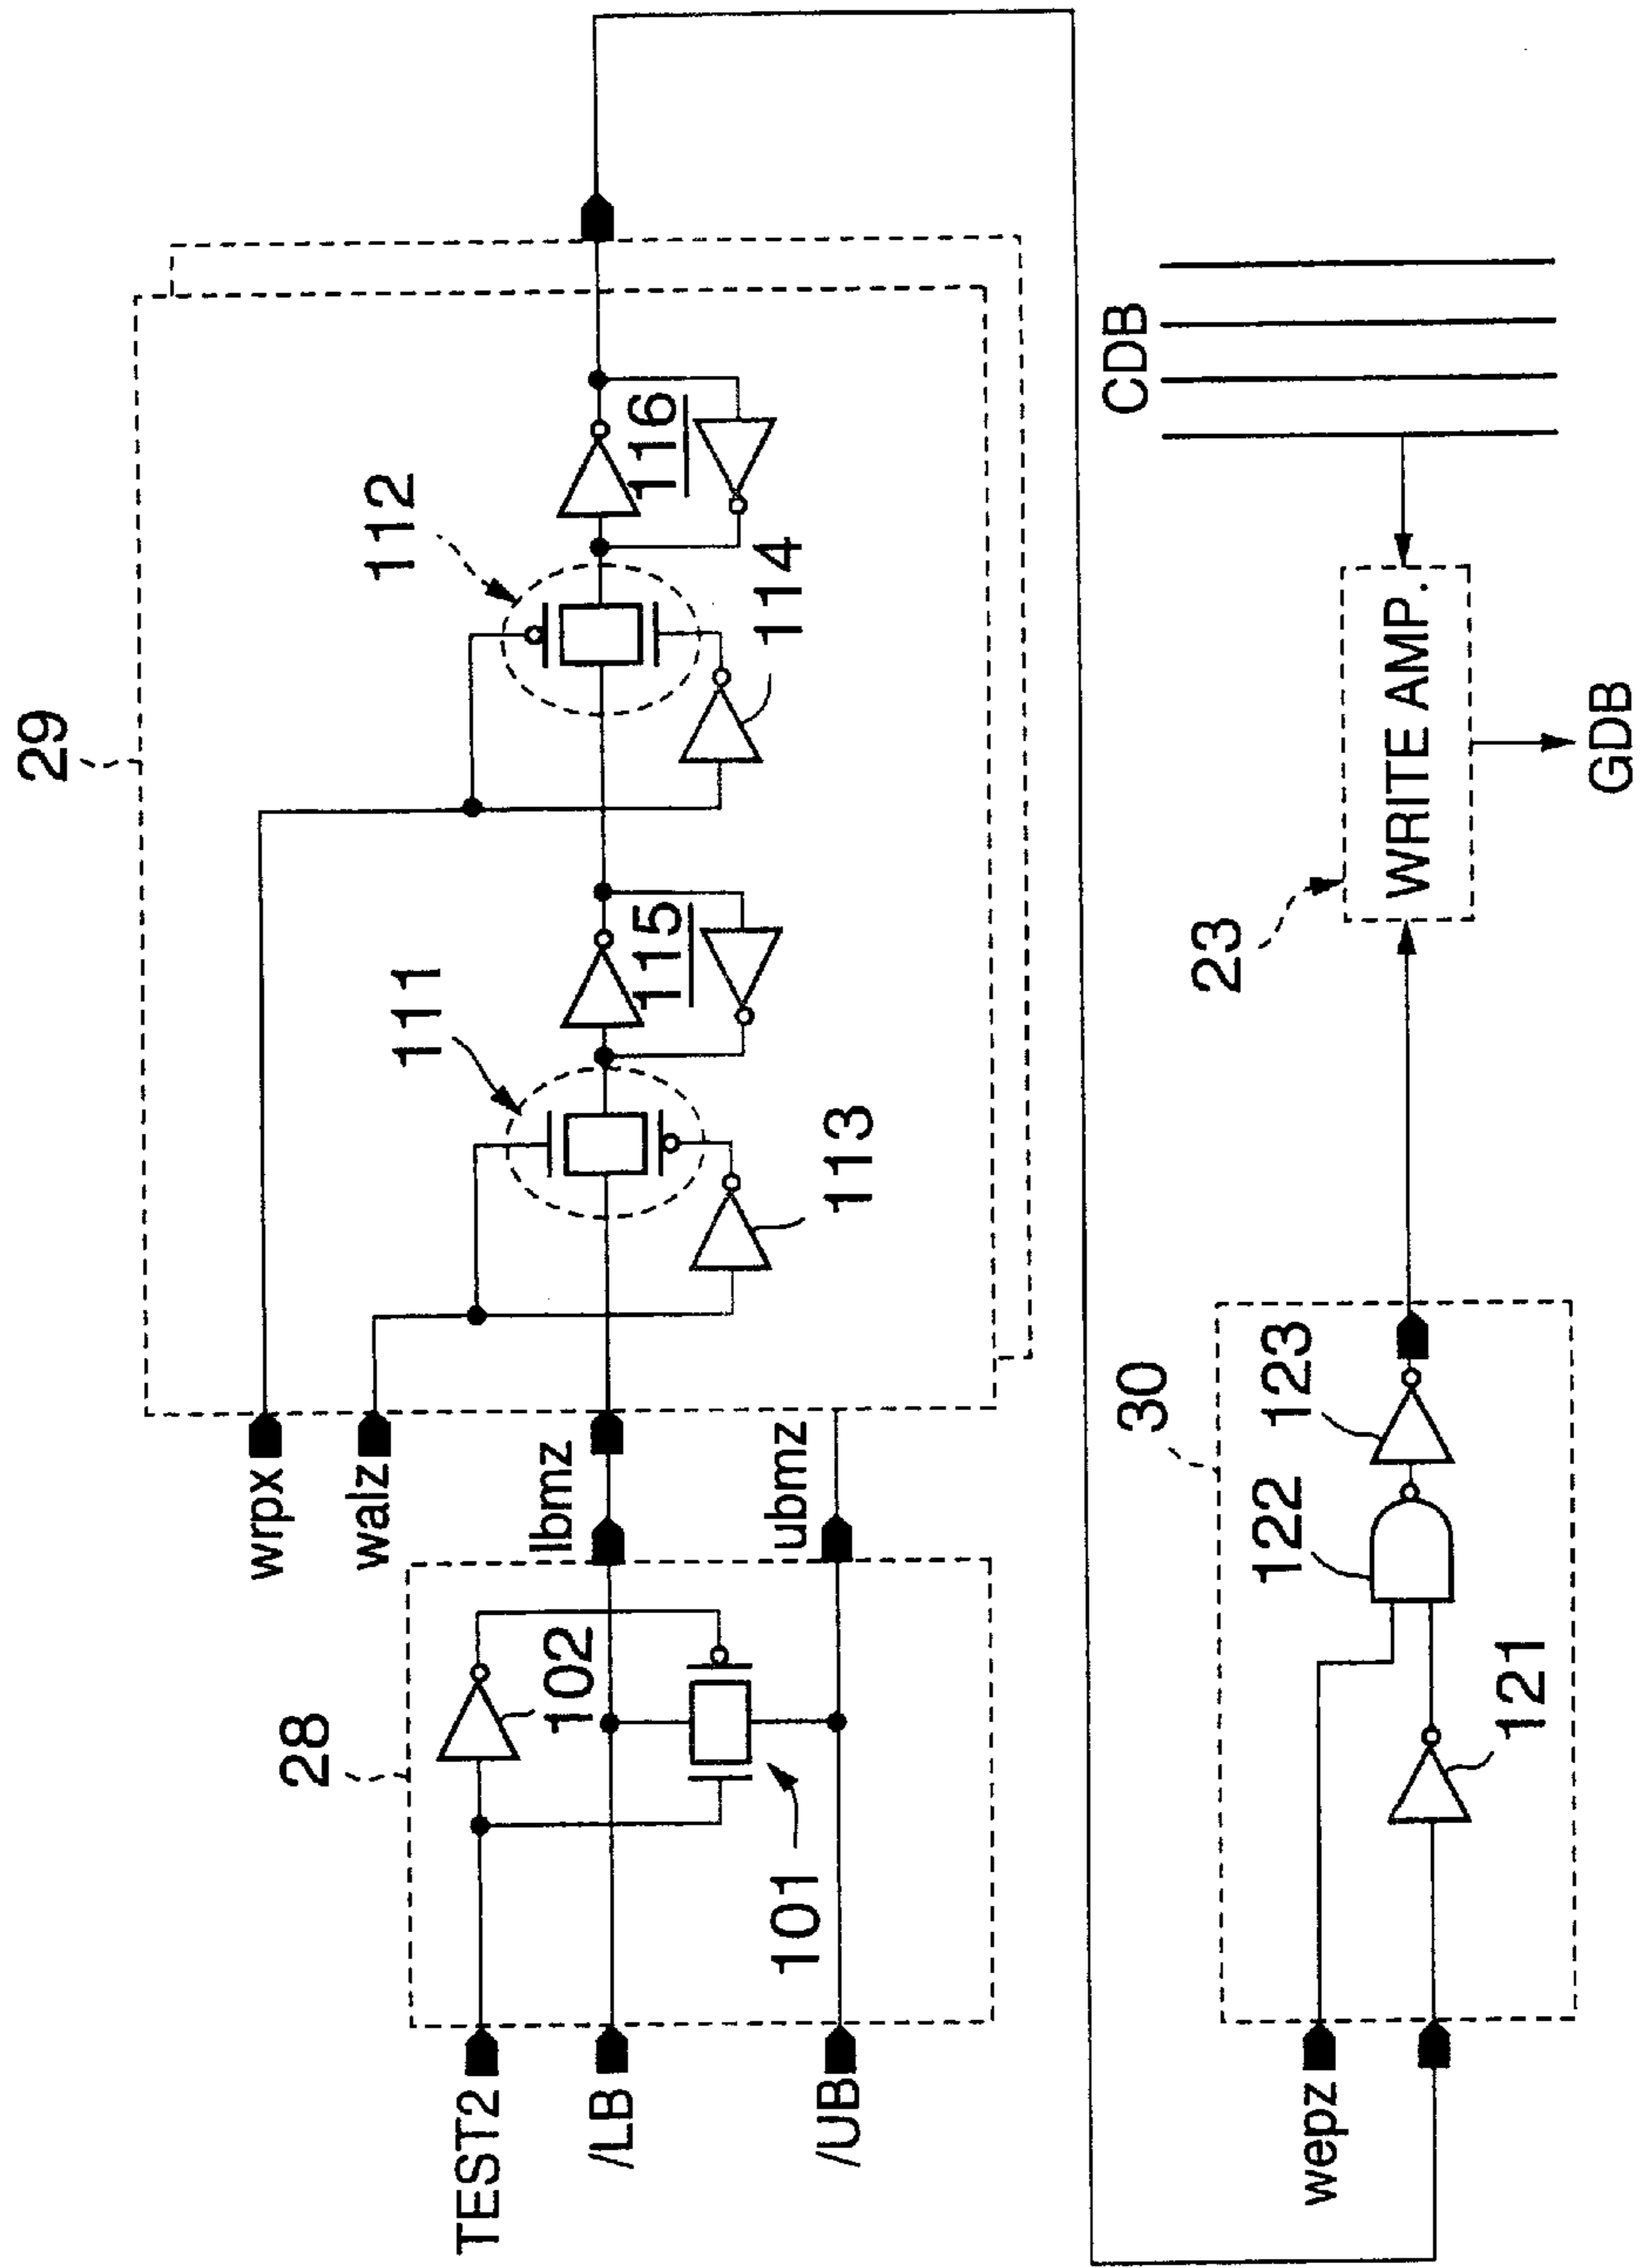 29
wrpx
walz
112
111
116
115
114
113
lbmz
ubmz
28
102
101
TEST2
/LB
/UB
CDB
23
WRITE AMP.
GDB
30
123
122
121
wepz